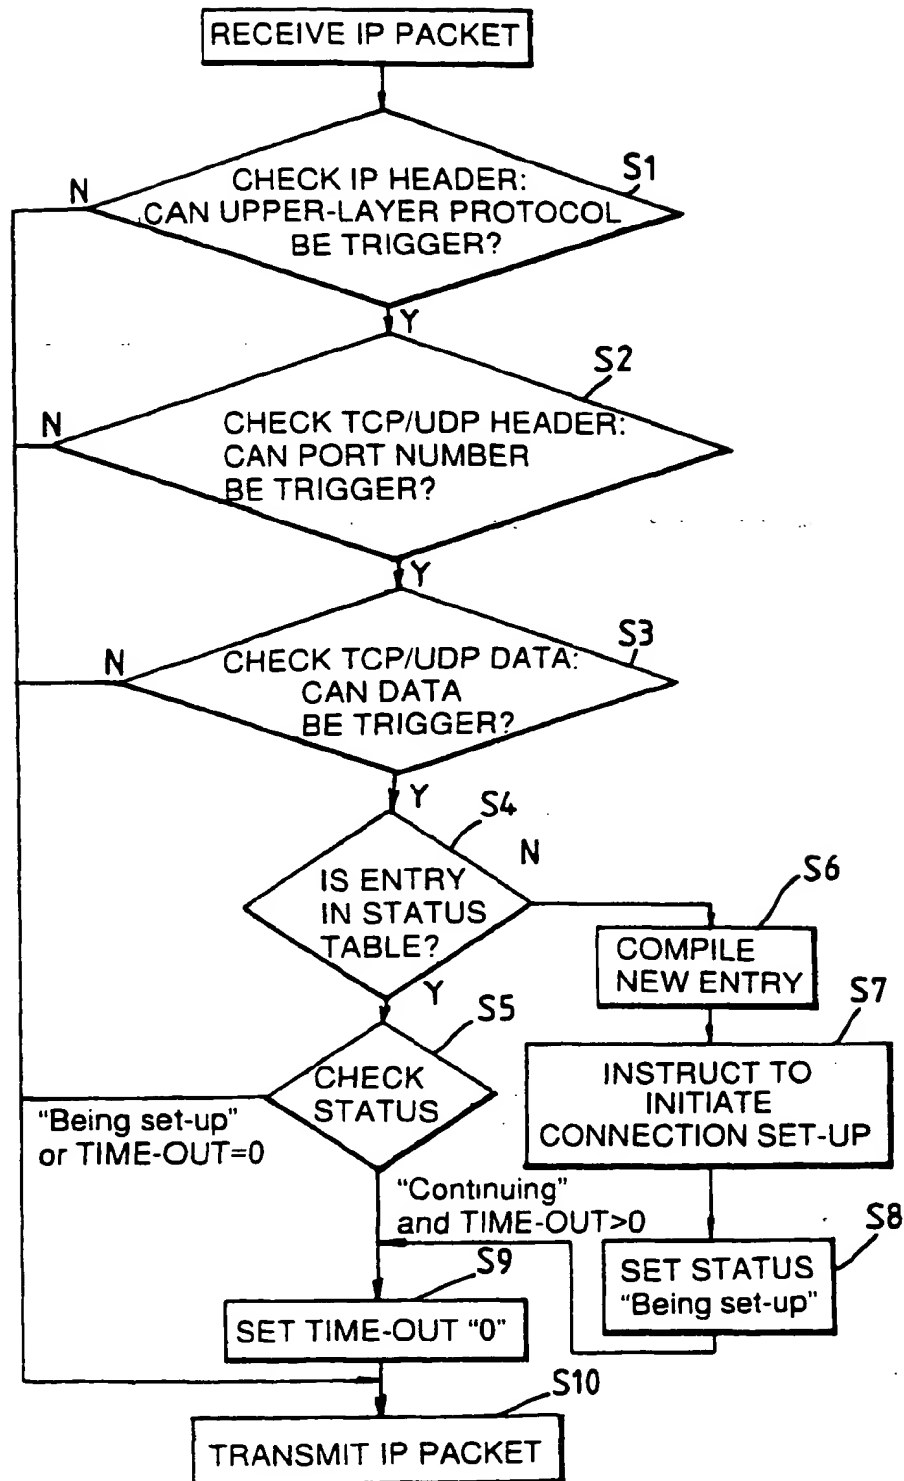 RECEIVE IP PACKET
S1
N
CHECK IP HEADER:
CAN UPPER-LAYER PROTOCOL
BE TRIGGER?
Y
S2
N
CHECK TCP/UDP HEADER:
CAN PORT NUMBER
BE TRIGGER?
Y
S3
N
CHECK TCP/UDP DATA:
CAN DATA
BE TRIGGER?
Y
S4
N
IS ENTRY
IN STATUS
TABLE?
S6
COMPILE
NEW ENTRY
Y
S5
CHECK
STATUS
S7
INSTRUCT TO
INITIATE
CONNECTION SET-UP
"Being set-up"
or TIME-OUT=0
"Continuing"
and TIME-OUT>0
S8
SET STATUS
"Being set-up"
S9
SET TIME-OUT "0"
S10
TRANSMIT IP PACKET